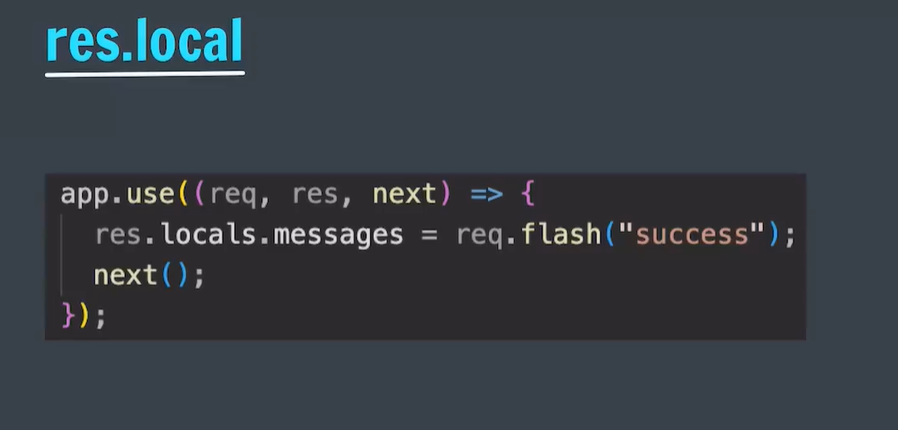 res.local
app.use((req, res, next) => {
res.locals.messages = req.flash("success");
next();
});